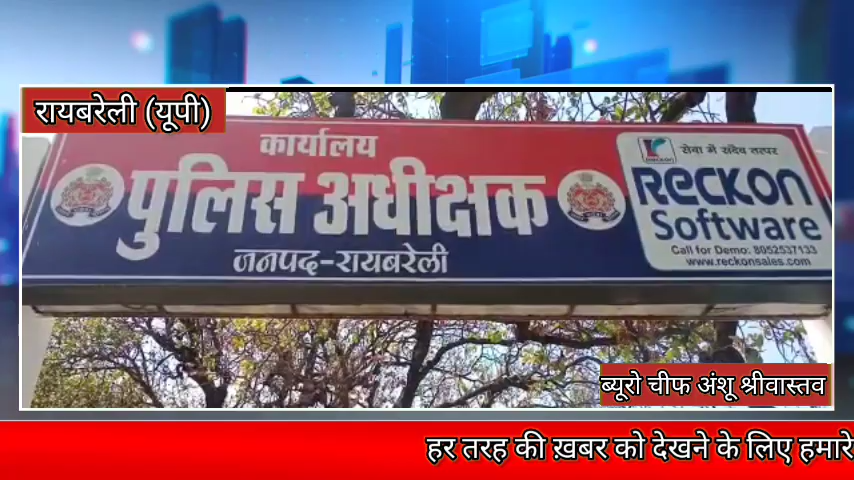 रायबरेली (यूपी)
कार्यालय
पुलिस अधीक्षक
जनपद-रायबरेली
सेवा में सदैव तत्पर
RECKON
RECKON
Software
Call for Demo: 8052537133
www.reckonsales.com
ब्यूरो चीफ अंशू श्रीवास्तव
हर तरह की ख़बर को देखने के लिए हमारे